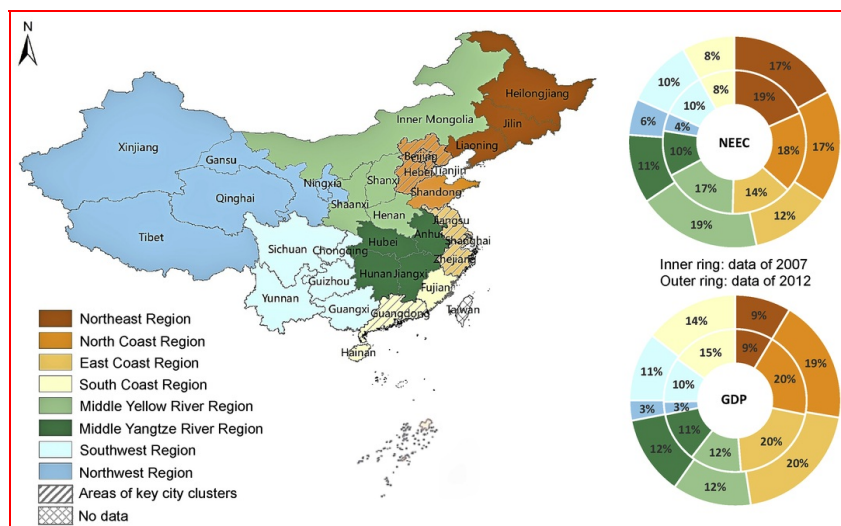 N
Heilongjiang
Jilin
Liaoning
Inner Mongolia
Xinjiang
Gansu
Beijing
Tianjin
Hebei
Ningxia
Shanxi
Shandong
Qinghai
Shaanxi
Henan
Jiangsu
Tibet
Anhui
Shanghai
Hubei
Sichuan
Chongqing
Zhejiang
Hunan
Jiangxi
Guizhou
Fujian
Yunnan
Guangxi
Guangdong
Taiwan
Hainan
Northeast Region
North Coast Region
East Coast Region
South Coast Region
Middle Yellow River Region
Middle Yangtze River Region
Southwest Region
Northwest Region
Areas of key city clusters
No data
8%
17%
10%
8%
19%
10%
6%
4%
NEEC
18%
17%
11%
10%
17%
14%
12%
19%
Inner ring: data of 2007
Outer ring: data of 2012
14%
9%
15%
9%
19%
11%
10%
20%
3%
3%
GDP
12%
11%
12%
20%
20%
12%